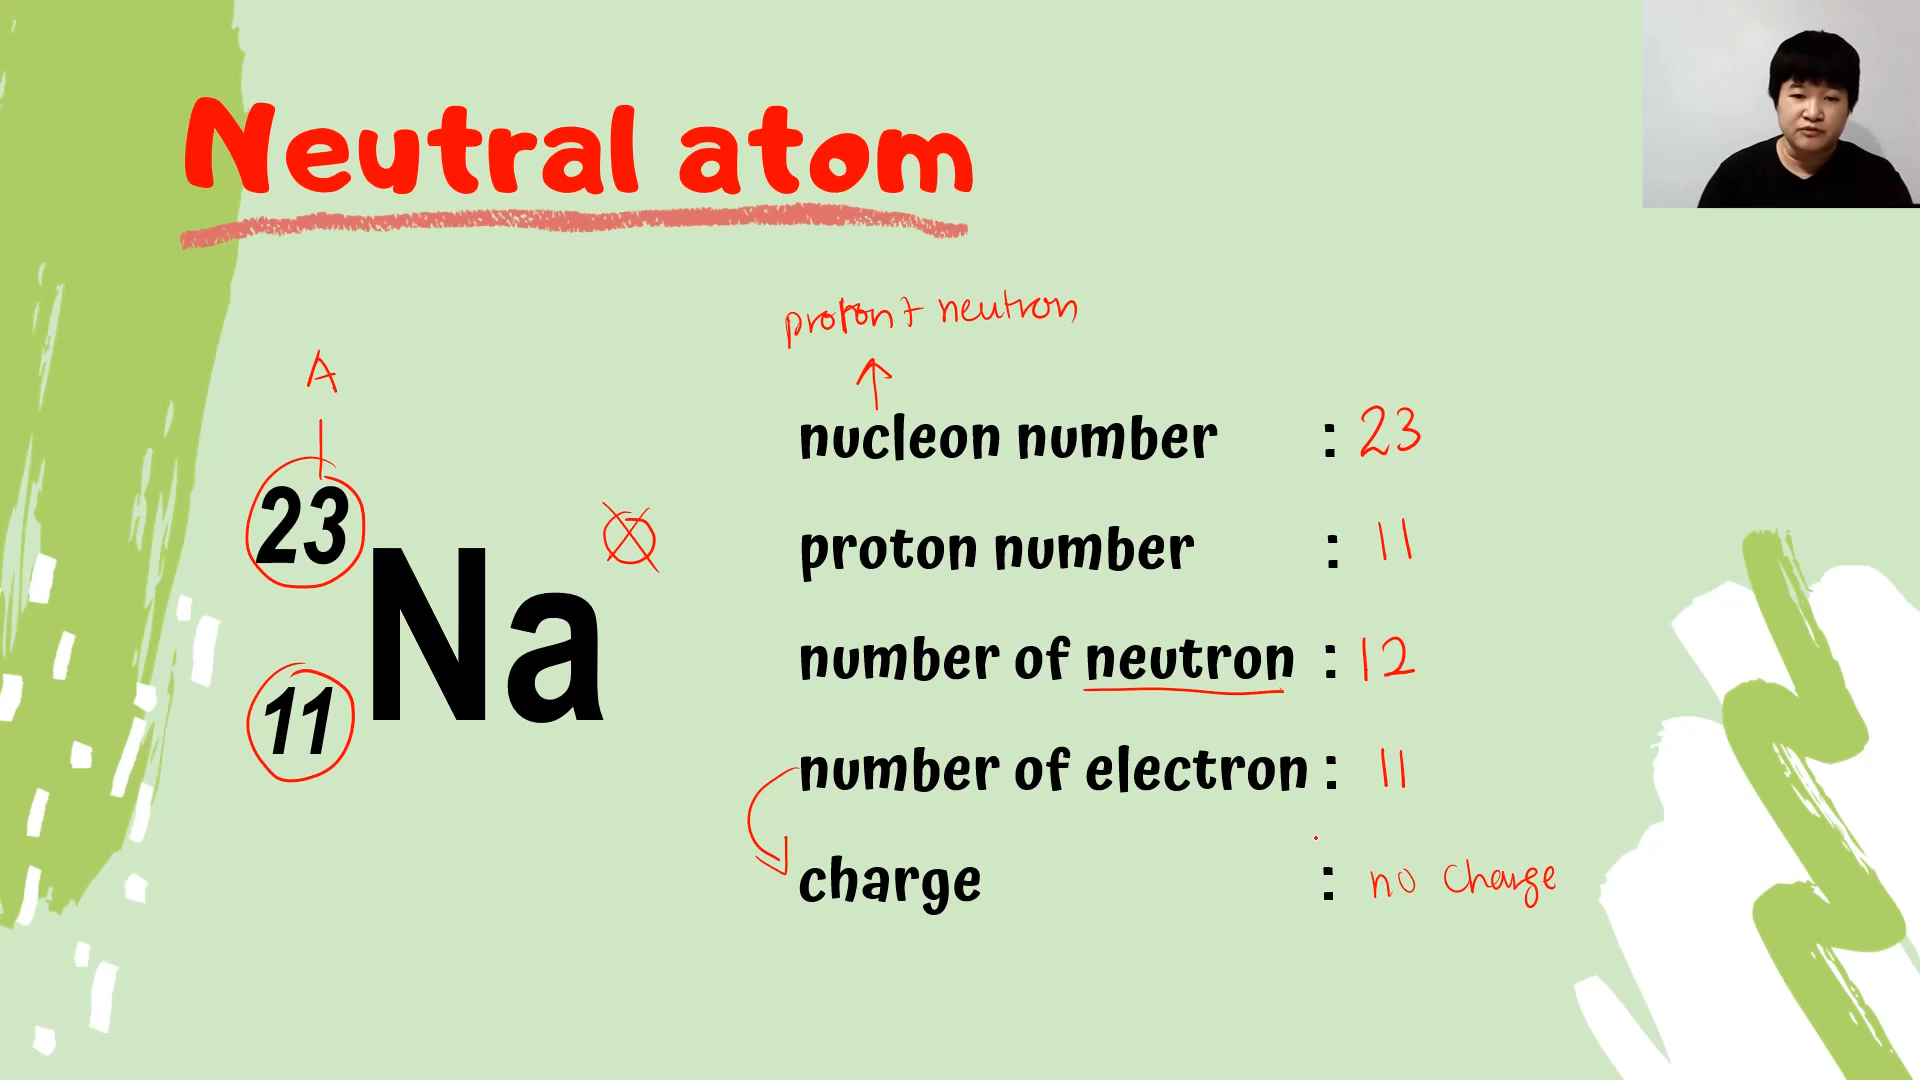 Neutral atom
proton + neutron
A
nucleon number : 23
23
proton number : 11
Na
number of neutron : 12
11
number of electron : 11
charge : no charge